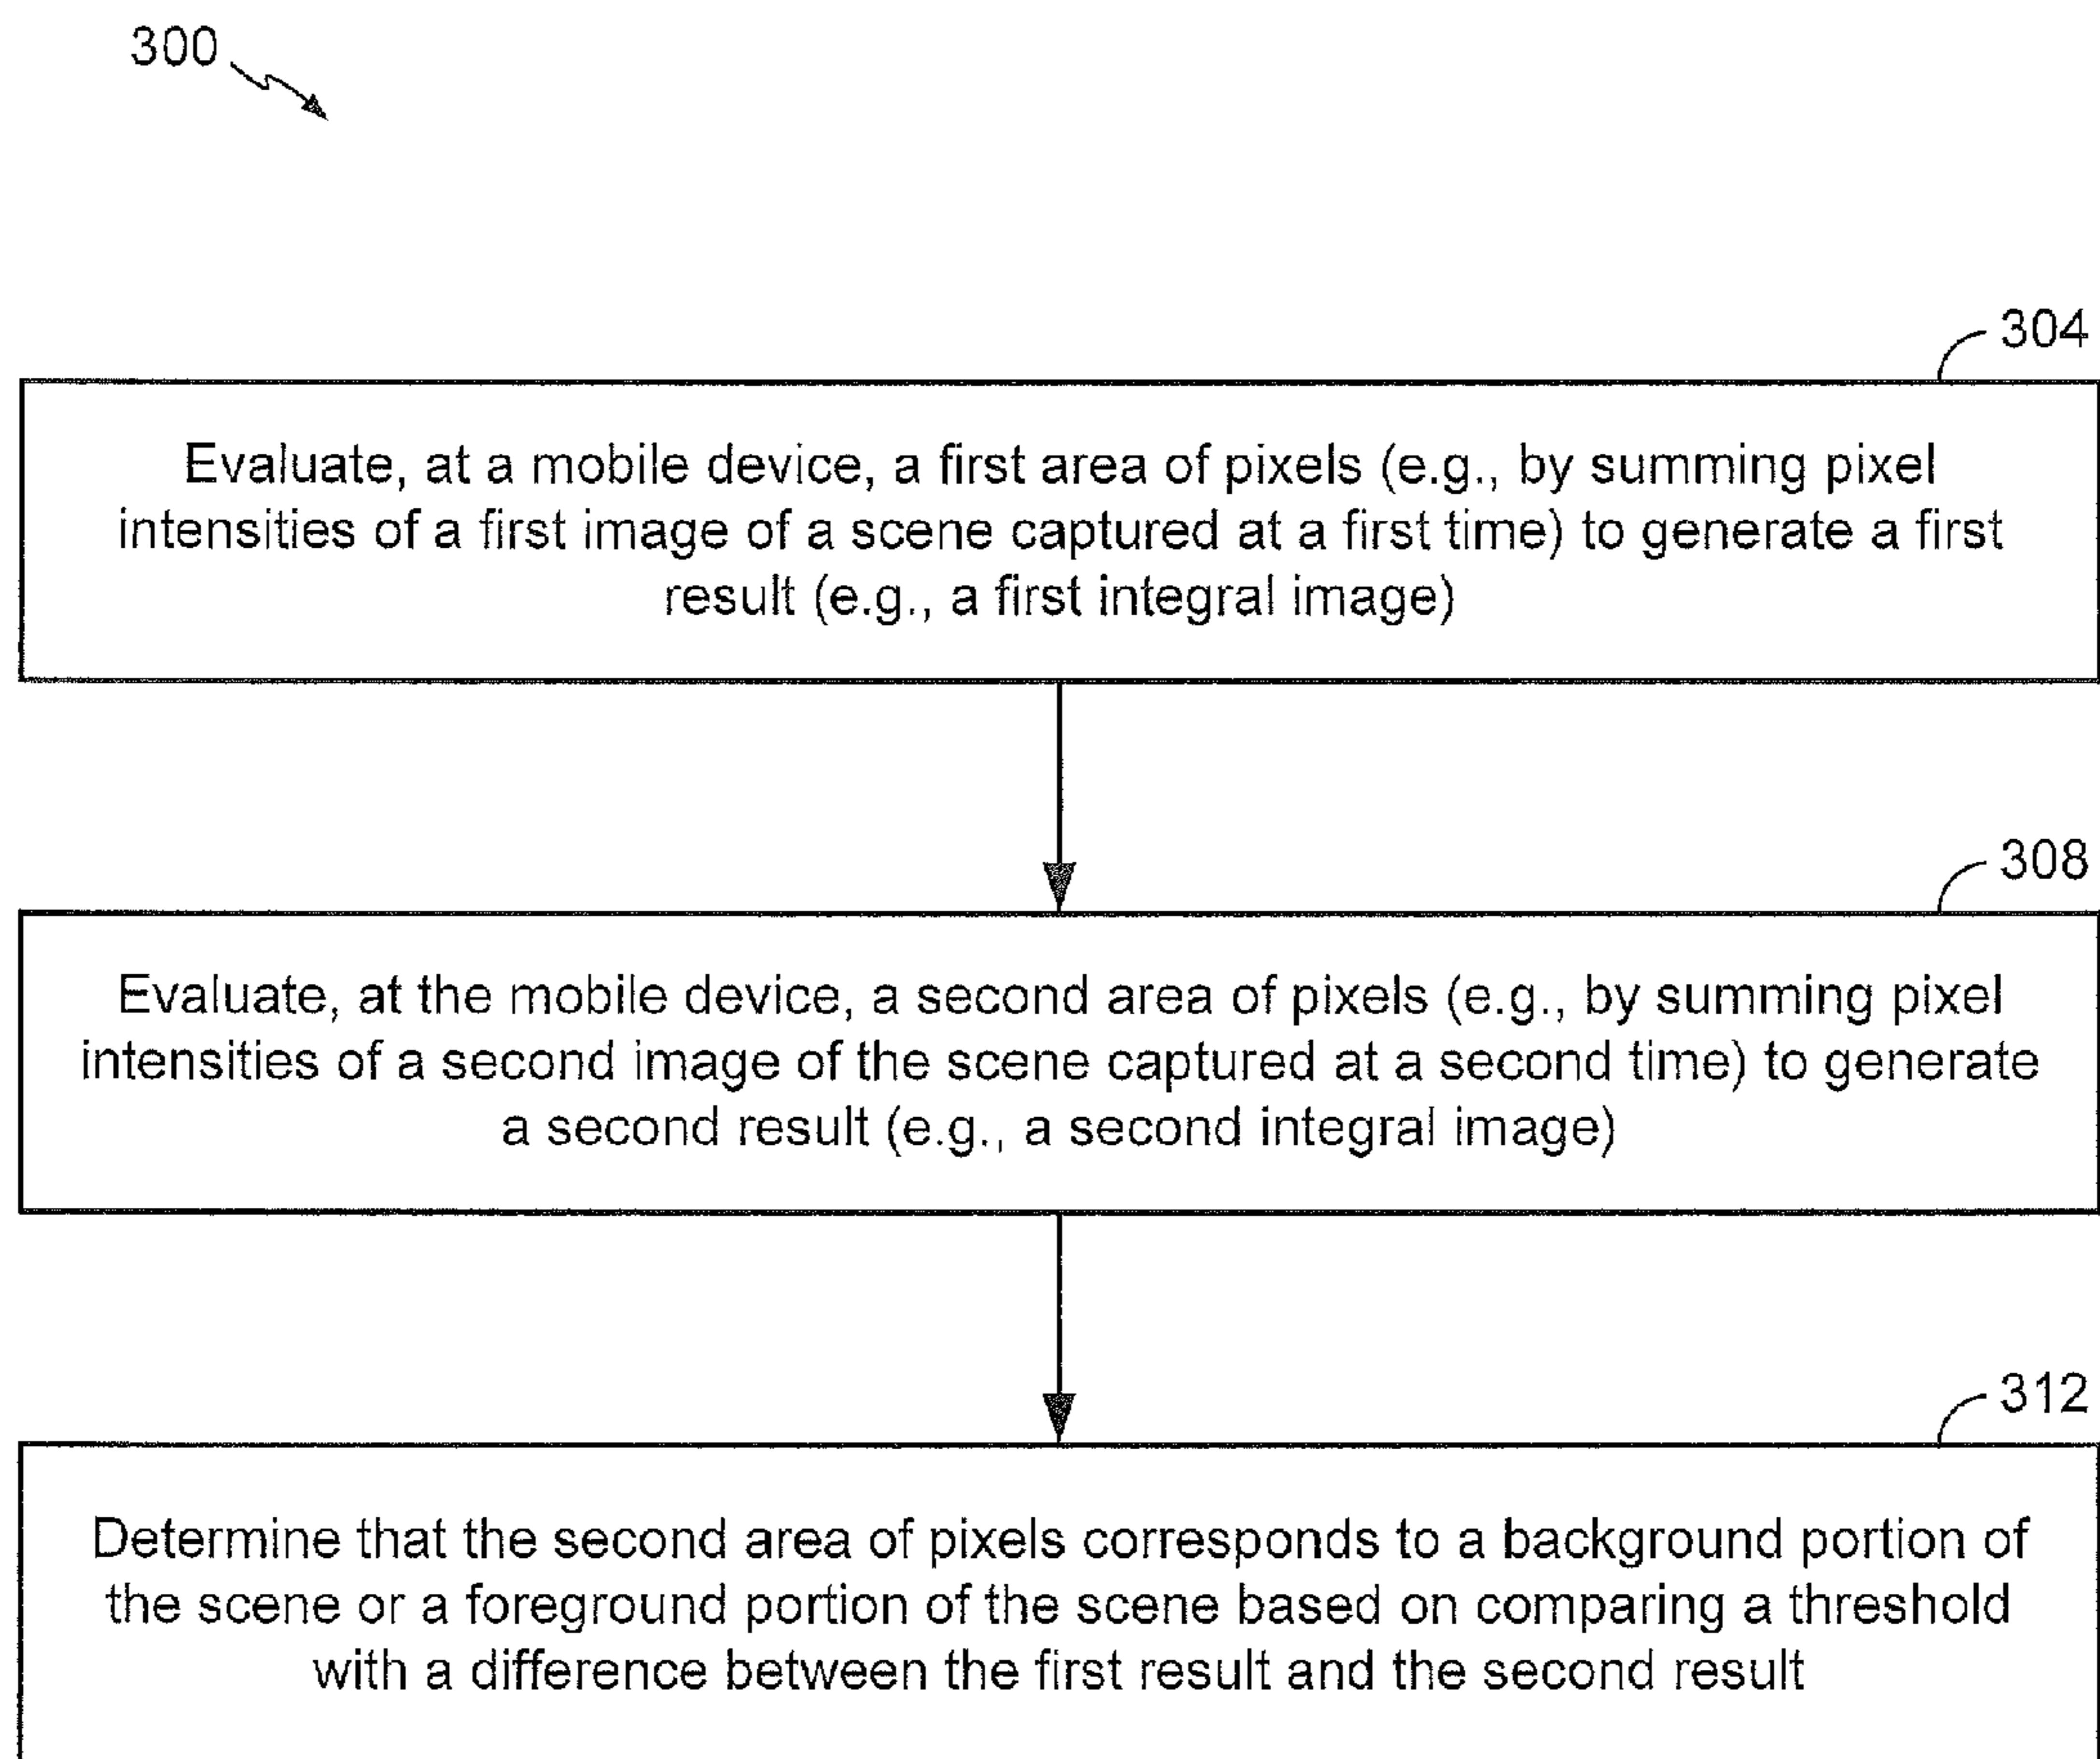 300
304
Evaluate, at a mobile device, a first area of pixels (e.g., by summing pixel
intensities of a first image of a scene captured at a first time) to generate a first
result (e.g., a first integral image)
308
Evaluate, at the mobile device, a second area of pixels (e.g., by summing pixel
intensities of a second image of the scene captured at a second time) to generate
a second result (e.g., a second integral image)
312
Determine that the second area of pixels corresponds to a background portion of
the scene or a foreground portion of the scene based on comparing a threshold
with a difference between the first result and the second result